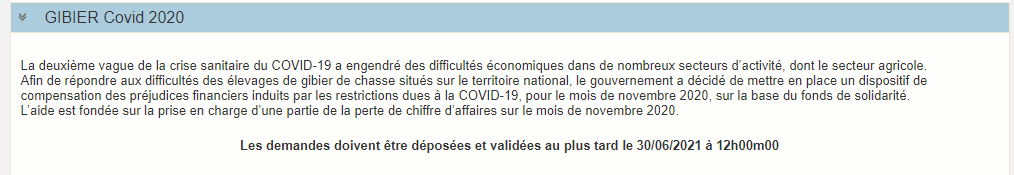 GIBIER Covid 2020
La deuxième vague de la crise sanitaire du COVID-19 a engendré des difficultés économiques dans de nombreux secteurs d’activité, dont le secteur agricole.
Afin de répondre aux difficultés des élevages de gibier de chasse situés sur le territoire national, le gouvernement a décidé de mettre en place un dispositif de
compensation des préjudices financiers induits par les restrictions dues à la COVID-19, pour le mois de novembre 2020, sur la base du fonds de solidarité.
L’aide est fondée sur la prise en charge d’une partie de la perte de chiffre d’affaires sur le mois de novembre 2020.
Les demandes doivent être déposées et validées au plus tard le 30/06/2021 à 12h00m00